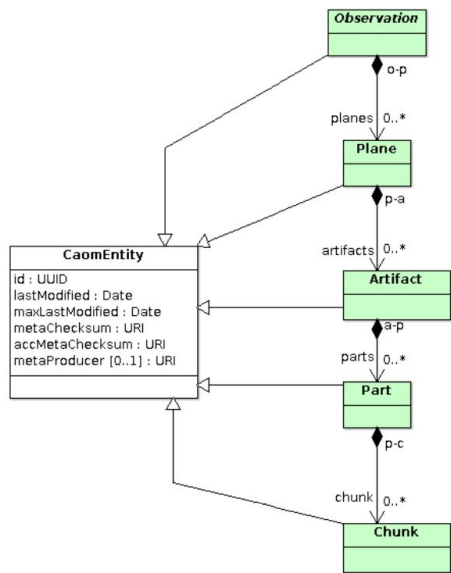 Observation
o-p
planes 0..*
Plane
p-a
artifacts 0..*
CaomEntity
id : UUID
lastModified : Date
maxLastModified : Date
metaChecksum : URI
accMetaChecksum : URI
metaProducer [0..1] : URI
Artifact
a-p
parts 0..*
Part
p-c
chunk 0..*
Chunk